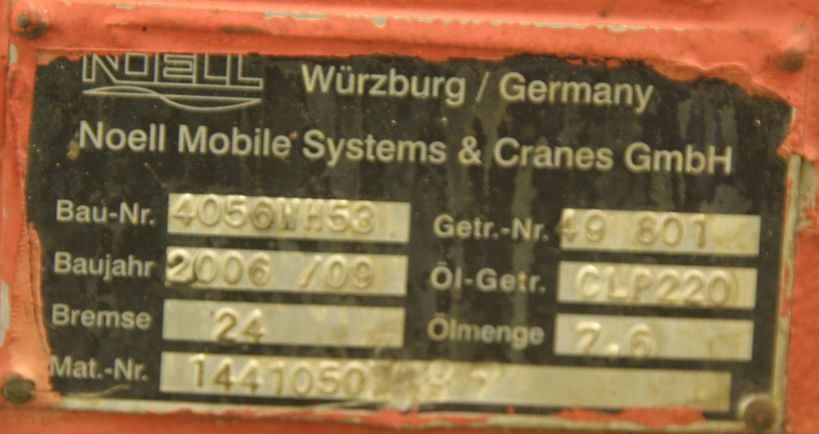 NOELL Würzburg / Germany
Noell Mobile Systems & Cranes GmbH
Bau-Nr. 4056WH53 Getr.-Nr. 49 801
Baujahr 2006 /09 Öl-Getr. CLP220
Bremse 24 Ölmenge 7.6
Mat.-Nr.